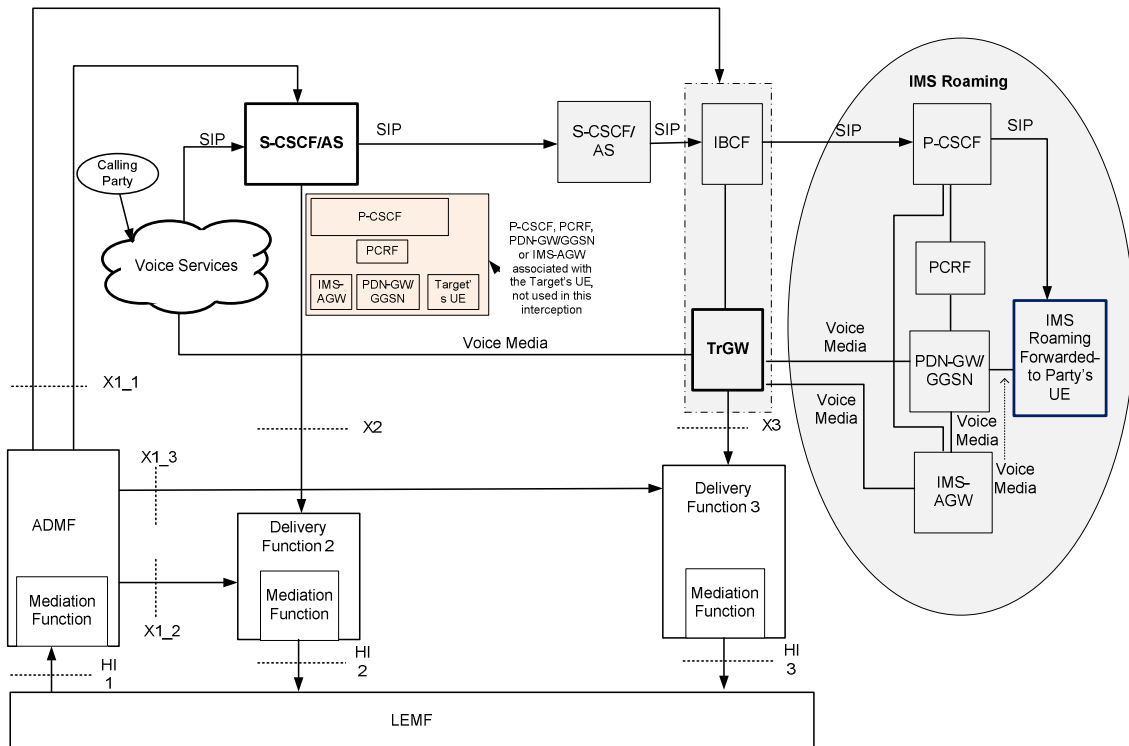 IMS Roaming
SIP
S-CSCF/AS
SIP
S-CSCF/
AS
SIP
IBCF
SIP
P-CSCF
SIP
Calling
Party
Voice Services
P-CSCF
PCRF
IMS-
AGW
PDN-GW/
GGSN
Target'
s UE
P-CSCF, PCRF,
PDN-GW/GGSN
or IMS-AGW
associated with
the Target's UE,
not used in this
interception
PCRF
Voice Media
TrGW
Voice
Media
PDN-GW/
GGSN
IMS
Roaming
Forwarded–
to Party's
UE
Voice
Media
Voice
Media
Voice
Media
IMS-
AGW
X1_1
X2
X3
X1_3
ADMF
Mediation
Function
X1_2
Delivery
Function 2
Mediation
Function
Delivery
Function 3
Mediation
Function
HI
1
HI
2
HI
3
LEMF